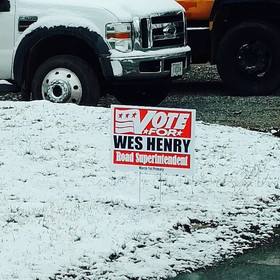 VOTE
FOR
WES HENRY
Road Superintendent